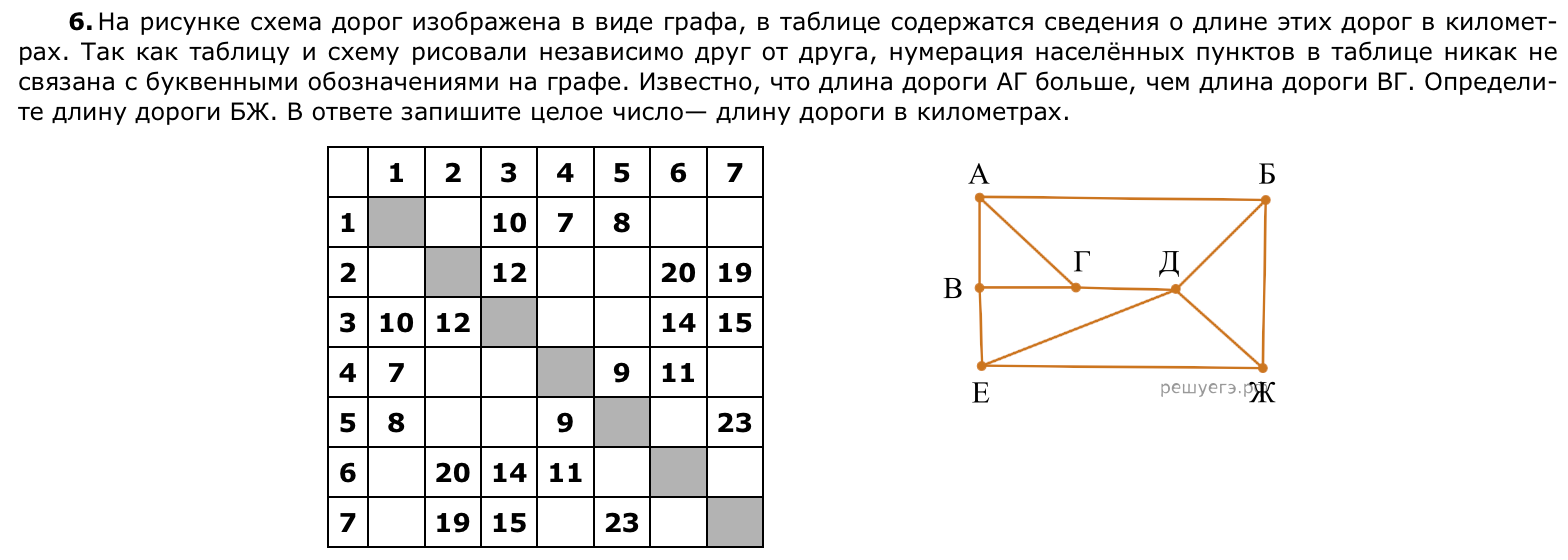 6. На рисунке схема дорог изображена в виде графа, в таблице содержатся сведения о длине этих дорог в километ-
рах. Так как таблицу и схему рисовали независимо друг от друга, нумерация населённых пунктов в таблице никак не
связана с буквенными обозначениями на графе. Известно, что длина дороги АГ больше, чем длина дороги ВГ. Определи-
те длину дороги БЖ. В ответе запишите целое число— длину дороги в километрах.
1 2 3 4 5 6 7
1 10 7 8
2 12 20 19
3 10 12 14 15
4 7 9 11
5 8 9 23
6 20 14 11
7 19 15 23
А Б
Г Д
В
Е Ж
решуегэ.рф